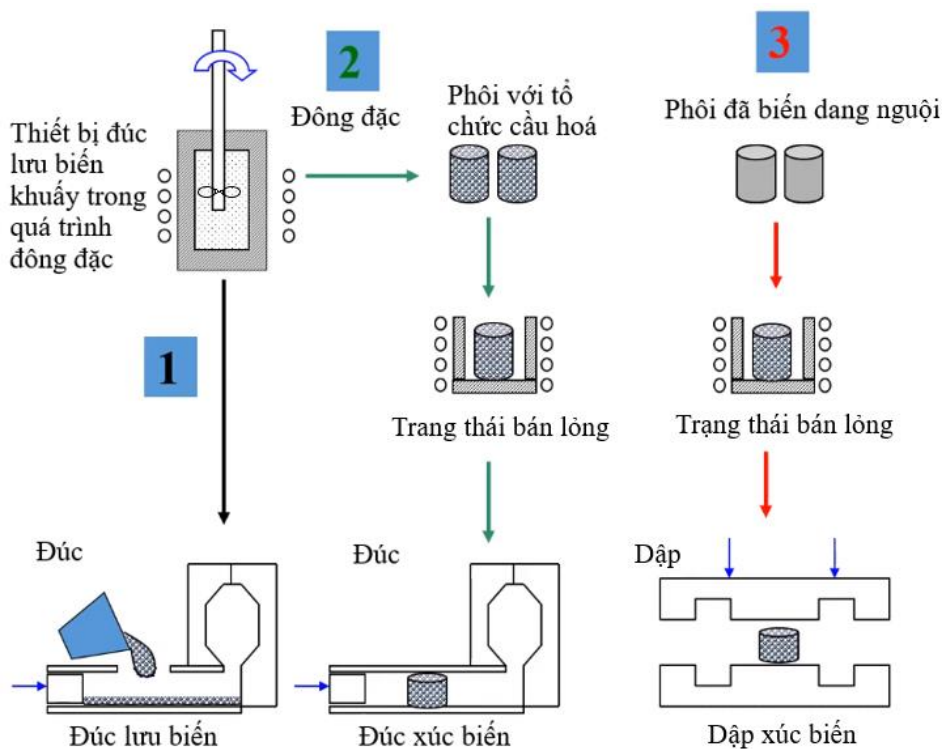 2
3
Đông đặc
Phôi với tổ
chức cầu hoá
Phôi đã biến dang nguội
Thiết bị đúc
lưu biến
khuấy trong
quá trình
đông đặc
1
Trang thái bán lỏng
Trạng thái bán lỏng
Đúc
Đúc
Dập
Đúc lưu biến
Đúc xúc biến
Dập xúc biến